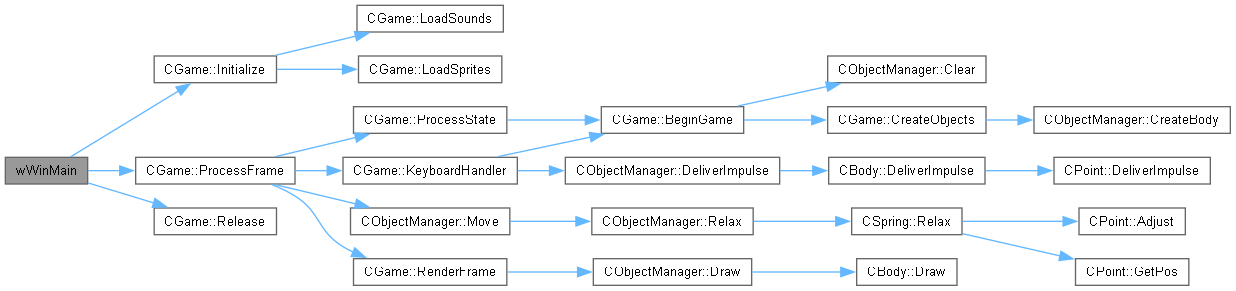 CGame::LoadSounds
CGame::Initialize
CGame::LoadSprites
CObjectManager::Clear
CGame::ProcessState
CGame::BeginGame
CGame::CreateObjects
CObjectManager::CreateBody
wWinMain
CGame::ProcessFrame
CGame::KeyboardHandler
CObjectManager::DeliverImpulse
CBody::DeliverImpulse
CPoint::DeliverImpulse
CGame::Release
CObjectManager::Move
CObjectManager::Relax
CSpring::Relax
CPoint::Adjust
CGame::RenderFrame
CObjectManager::Draw
CBody::Draw
CPoint::GetPos